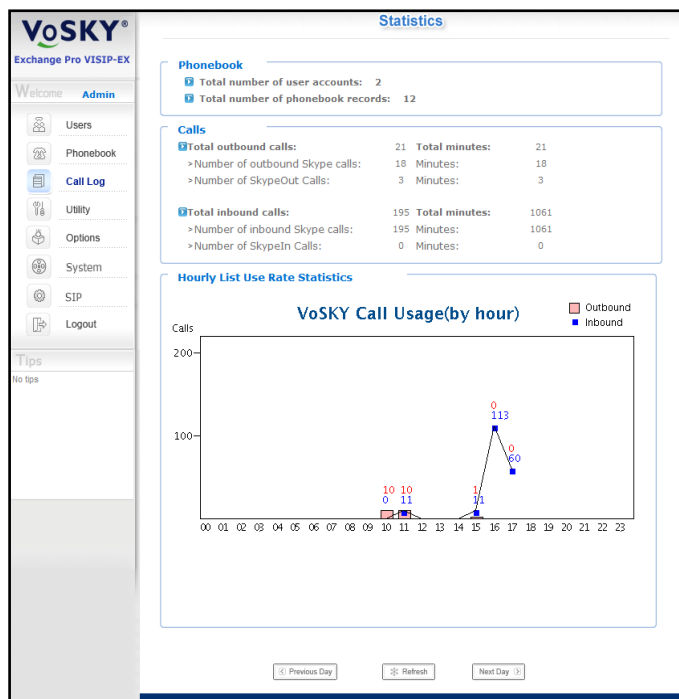 VoSKY®
Exchange Pro VISIP-EX
Welcome Admin
Users
Phonebook
Call Log
Utility
Options
System
SIP
Logout
Tips
No tips
Statistics
Phonebook
Total number of user accounts: 2
Total number of phonebook records: 12
Calls
Total outbound calls: 21 Total minutes: 21
>Number of outbound Skype calls: 18 Minutes: 18
>Number of SkypeOut Calls: 3 Minutes: 3
Total inbound calls: 195 Total minutes: 1061
>Number of inbound Skype calls: 195 Minutes: 1061
>Number of SkypeIn Calls: 0 Minutes: 0
Hourly List Use Rate Statistics
VoSKY Call Usage(by hour)
Outbound
Inbound
Calls
200
100
0
113
0
60
10 10 1
0 11 11
00 01 02 03 04 05 06 07 08 09 10 11 12 13 14 15 16 17 18 19 20 21 22 23
Previous Day Refresh Next Day